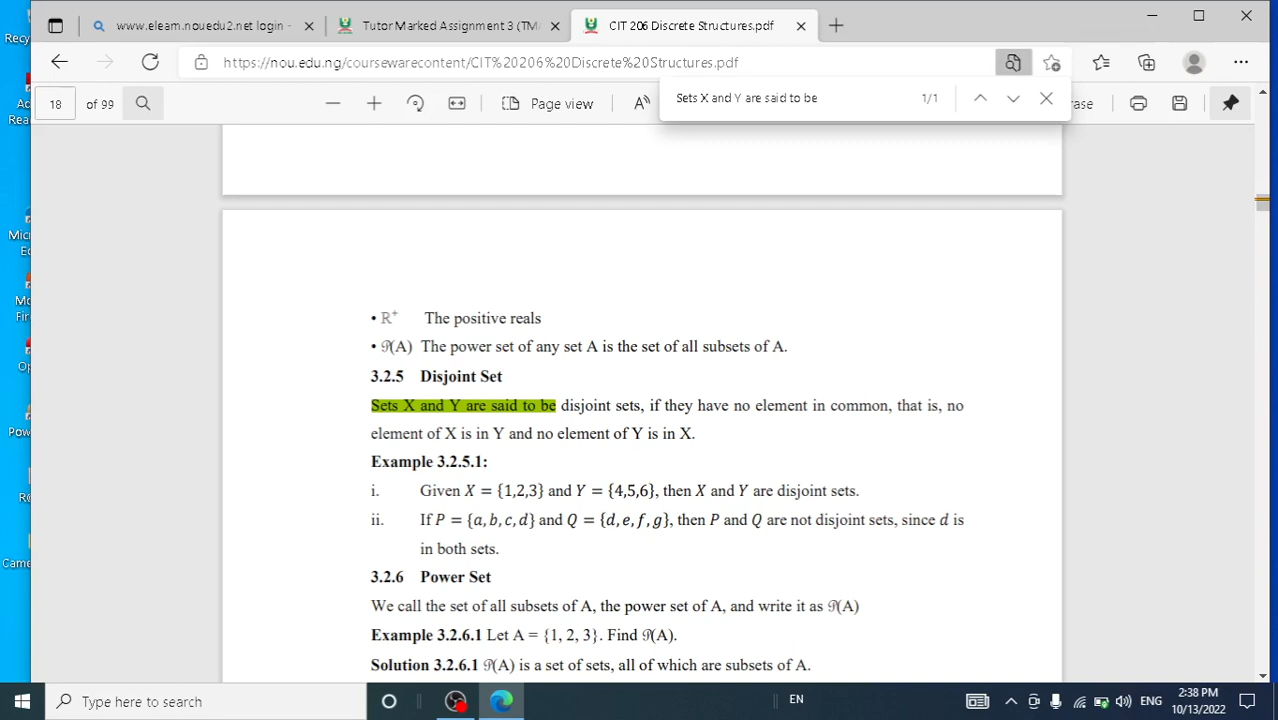 www.elearn.nouedu2.net login -
Tutor Marked Assignment 3 (TMA
CIT 206 Discrete Structures.pdf
https://nou.edu.ng/coursewarecontent/CIT%20206%20Discrete%20Structures.pdf
Sets X and Y are said to be 1/1
18 of 99
Page view
• R⁺ The positive reals
• 𝒫(A) The power set of any set A is the set of all subsets of A.
3.2.5 Disjoint Set
Sets X and Y are said to be disjoint sets, if they have no element in common, that is, no
element of X is in Y and no element of Y is in X.
Example 3.2.5.1:
i. Given X = {1,2,3} and Y = {4,5,6}, then X and Y are disjoint sets.
ii. If P = {a, b, c, d} and Q = {d, e, f, g}, then P and Q are not disjoint sets, since d is
in both sets.
3.2.6 Power Set
We call the set of all subsets of A, the power set of A, and write it as 𝒫(A)
Example 3.2.6.1 Let A = {1, 2, 3}. Find 𝒫(A).
Solution 3.2.6.1 𝒫(A) is a set of sets, all of which are subsets of A.
Type here to search
EN
ENG
2:38 PM
10/13/2022